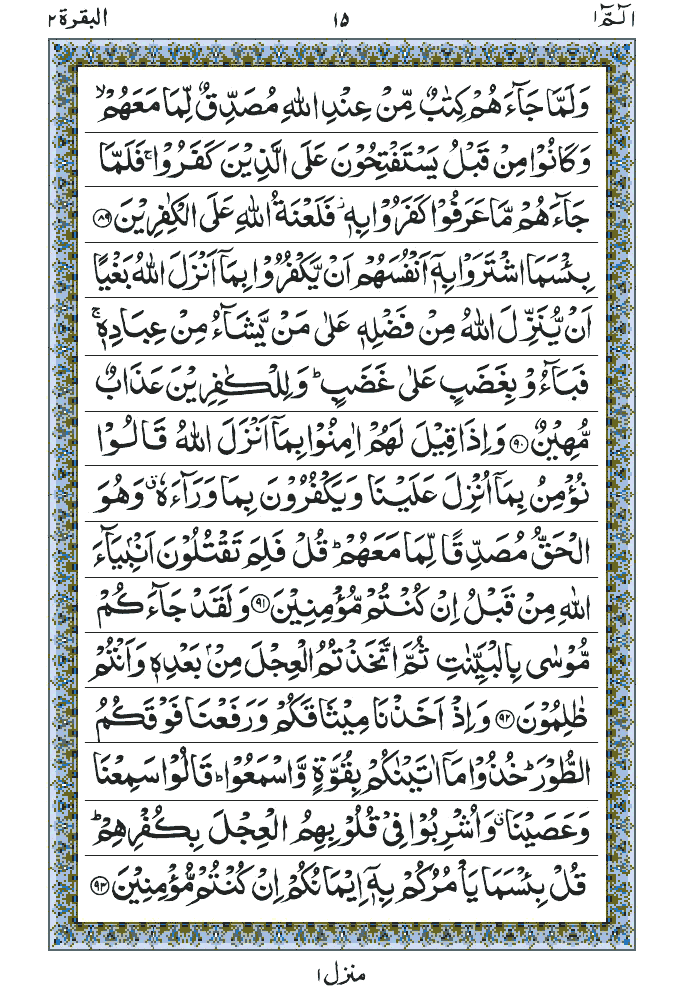 الٓمّٓ ١ ١٥ البقرة ٢
وَلَمَّا جَآءَهُمْ كِتٰبٌ مِّنْ عِنْدِ اللّٰهِ مُصَدِّقٌ لِّمَا مَعَهُمْ ۙ
وَكَانُوْا مِنْ قَبْلُ يَسْتَفْتِحُوْنَ عَلَى الَّذِيْنَ كَفَرُوْا ۚ فَلَمَّا
جَآءَهُمْ مَّا عَرَفُوْا كَفَرُوْا بِهٖ ۡ فَلَعْنَةُ اللّٰهِ عَلَى الْكٰفِرِيْنَ ﴿٨٩﴾
بِئْسَمَا اشْتَرَوْا بِهٖٓ اَنْفُسَهُمْ اَنْ يَّكْفُرُوْا بِمَآ اَنْزَلَ اللّٰهُ بَغْيًا
اَنْ يُّنَزِّلَ اللّٰهُ مِنْ فَضْلِهٖ عَلٰى مَنْ يَّشَآءُ مِنْ عِبَادِهٖ ۚ
فَبَآءُوْ بِغَضَبٍ عَلٰى غَضَبٍ ؕ وَلِلْكٰفِرِيْنَ عَذَابٌ
مُّهِيْنٌ ﴿٩٠﴾ وَاِذَا قِيْلَ لَهُمْ اٰمِنُوْا بِمَآ اَنْزَلَ اللّٰهُ قَالُوْا
نُؤْمِنُ بِمَآ اُنْزِلَ عَلَيْنَا وَيَكْفُرُوْنَ بِمَا وَرَآءَهٗ ۗ وَهُوَ
الْحَقُّ مُصَدِّقًا لِّمَا مَعَهُمْ ؕ قُلْ فَلِمَ تَقْتُلُوْنَ اَنْۢبِيَآءَ
اللّٰهِ مِنْ قَبْلُ اِنْ كُنْتُمْ مُّؤْمِنِيْنَ ﴿٩١﴾ وَلَقَدْ جَآءَكُمْ
مُّوْسٰى بِالْبَيِّنٰتِ ثُمَّ اتَّخَذْتُمُ الْعِجْلَ مِنْۢ بَعْدِهٖ وَاَنْتُمْ
ظٰلِمُوْنَ ﴿٩٢﴾ وَاِذْ اَخَذْنَا مِيْثَاقَكُمْ وَرَفَعْنَا فَوْقَكُمُ
الطُّوْرَ ؕ خُذُوْا مَآ اٰتَيْنٰكُمْ بِقُوَّةٍ وَّاسْمَعُوْا ؕ قَالُوْا سَمِعْنَا
وَعَصَيْنَا ۗ وَاُشْرِبُوْا فِىْ قُلُوْبِهِمُ الْعِجْلَ بِكُفْرِهِمْ ؕ
قُلْ بِئْسَمَا يَاْمُرُكُمْ بِهٖٓ اِيْمَانُكُمْ اِنْ كُنْتُمْ مُّؤْمِنِيْنَ ﴿٩٣﴾
منزل ١